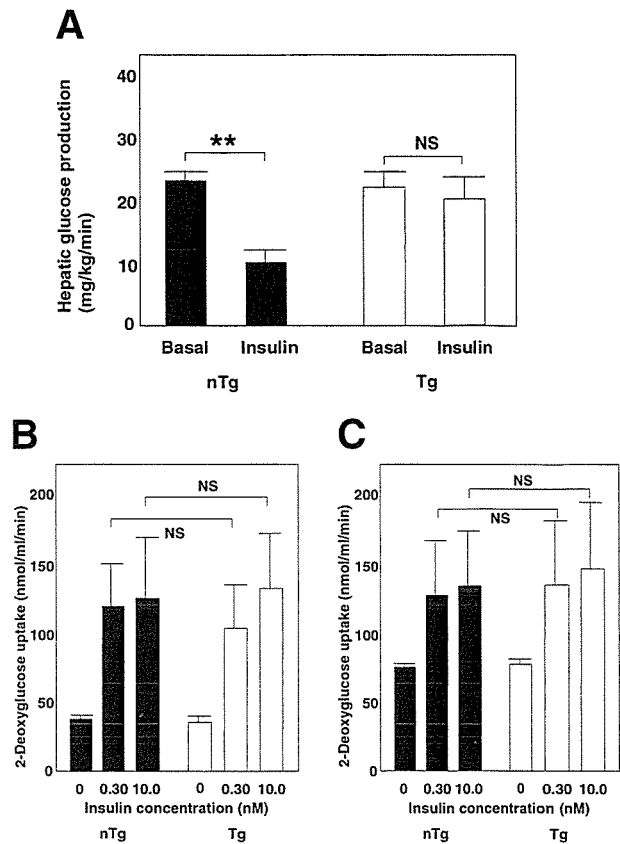 A
Hepatic glucose production
(mg/kg/min)
40
30
20
10
0
**
NS
Basal
Insulin
Basal
Insulin
nTg
Tg
B
2-Deoxyglucose uptake (nmol/ml/min)
200
150
100
50
0
NS
NS
0
0.30
10.0
0
0.30
10.0
Insulin concentration (nM)
nTg
Tg
C
2-Deoxyglucose uptake (nmol/ml/min)
200
150
100
50
0
NS
NS
0
0.30
10.0
0
0.30
10.0
Insulin concentration (nM)
nTg
Tg